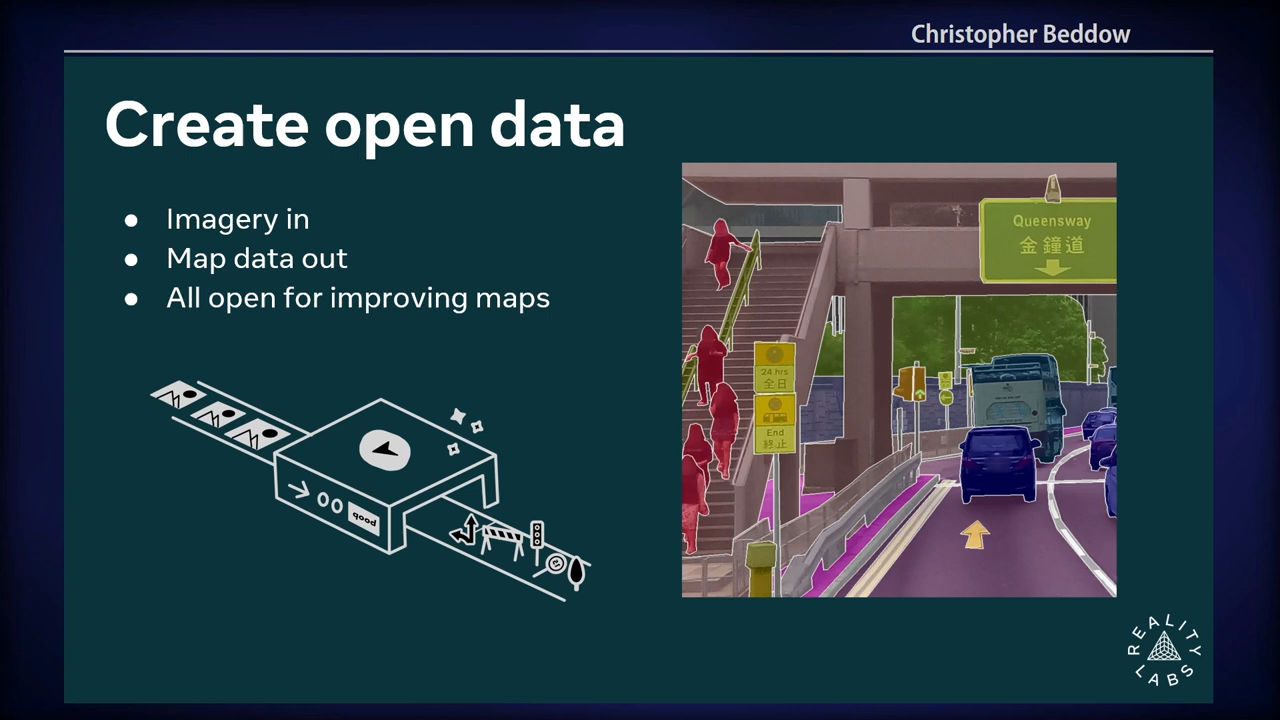 Christopher Beddow
Create open data
● Imagery in
● Map data out
● All open for improving maps
good
Queensway
金鐘道
24 hrs
全日
End
終止
REALITY LABS